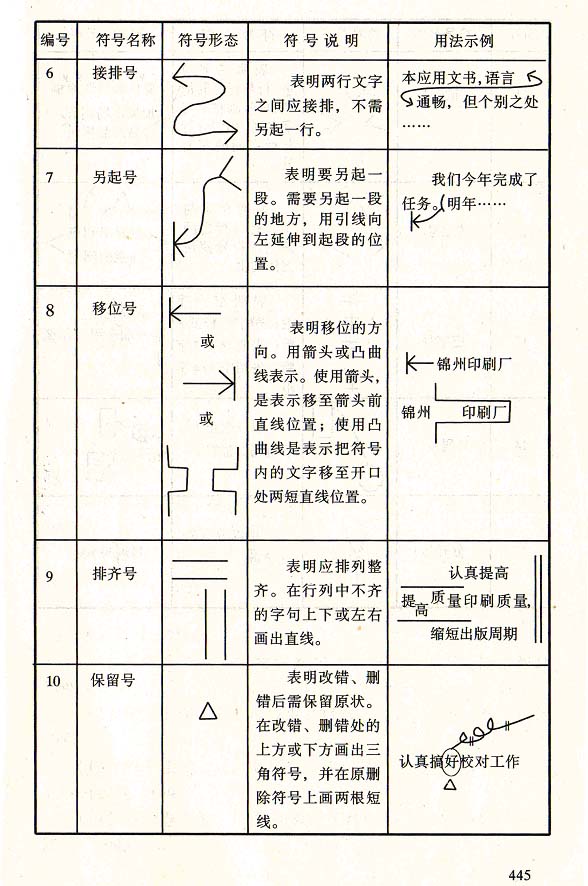 编号 符号名称 符号形态 符号说明 用法示例
6 接排号
表明两行文字
之间应接排，不需
另起一行。
本应用文书,语言
通畅，但个别之处
……
7 另起号
表明要另起一
段。需要另起一段
的地方，用引线向
左延伸到起段的位
置。
我们今年完成了
任务。明年……
8 移位号
或
或
表明移位的方
向。用箭头或凸曲
线表示。使用箭头，
是表示移至箭头前
直线位置；使用凸
曲线是表示把符号
内的文字移至开口
处两短直线位置。
锦州印刷厂
锦州 印刷厂
9 排齐号
表明应排列整
齐。在行列中不齐
的字句上下或左右
画出直线。
认真提高
提高质量印刷质量,
缩短出版周期
10 保留号
表明改错、删
错后需保留原状。
在改错、删错处的
上方或下方画出三
角符号，并在原删
除符号上画两根短
线。
认真搞好校对工作
445